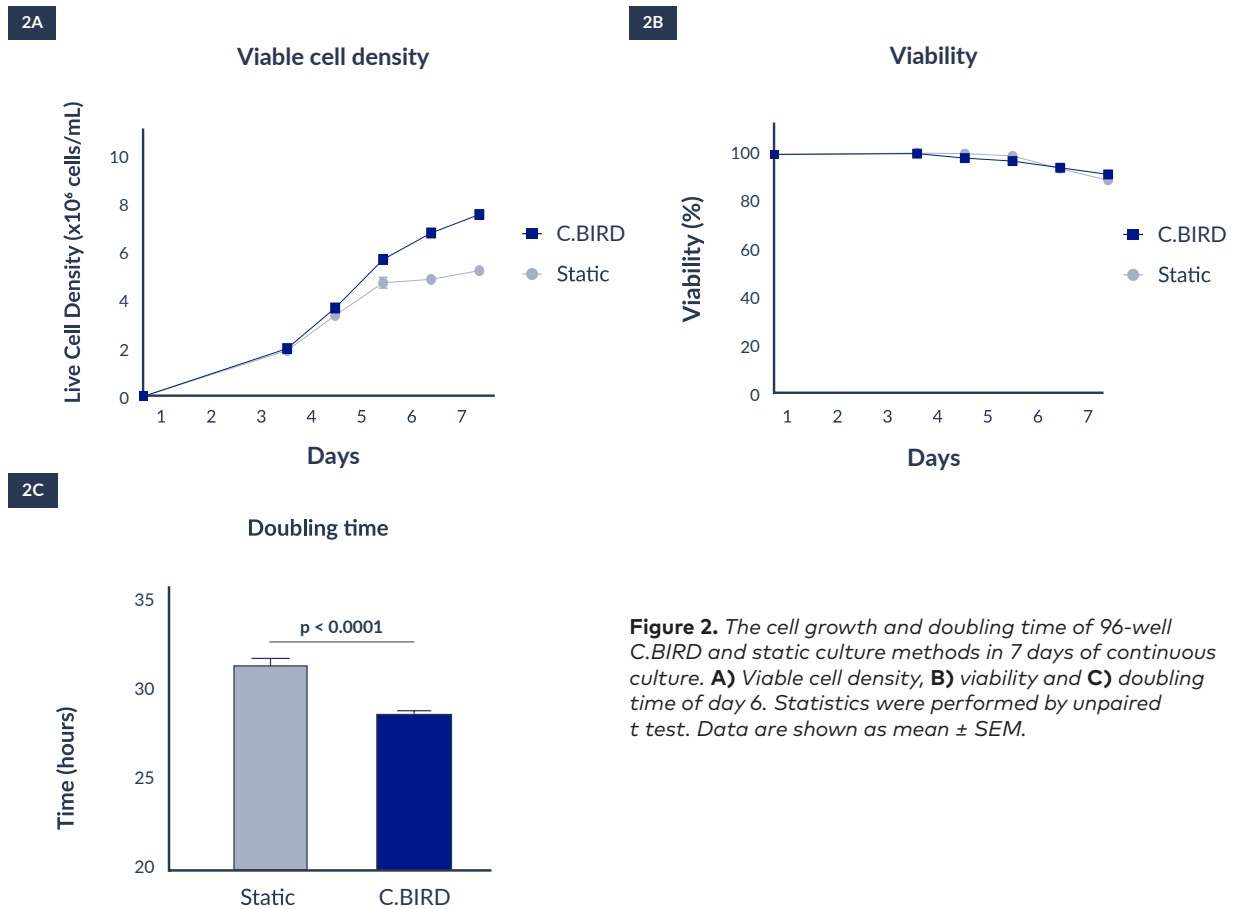 2A
Viable cell density
Live Cell Density (x10⁶ cells/mL)
10
8
6
4
2
0
1 2 3 4 5 6 7
Days
C.BIRD
Static
2B
Viability
Viability (%)
100
80
60
40
20
0
1 2 3 4 5 6 7
Days
C.BIRD
Static
2C
Doubling time
Time (hours)
35
30
25
20
p < 0.0001
Static C.BIRD
Figure 2. The cell growth and doubling time of 96-well
C.BIRD and static culture methods in 7 days of continuous
culture. A) Viable cell density, B) viability and C) doubling
time of day 6. Statistics were performed by unpaired
t test. Data are shown as mean ± SEM.